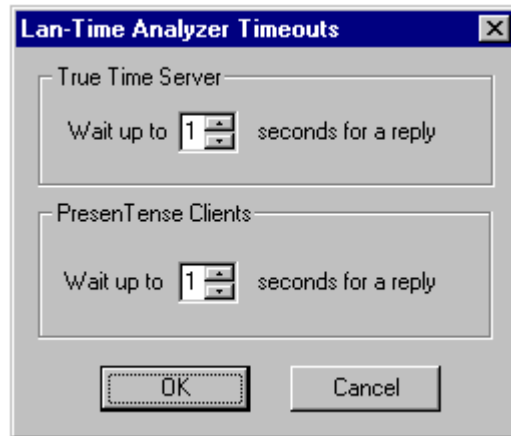 Lan-Time Analyzer Timeouts
True Time Server
Wait up to 1 seconds for a reply
PresenTense Clients
Wait up to 1 seconds for a reply
OK Cancel